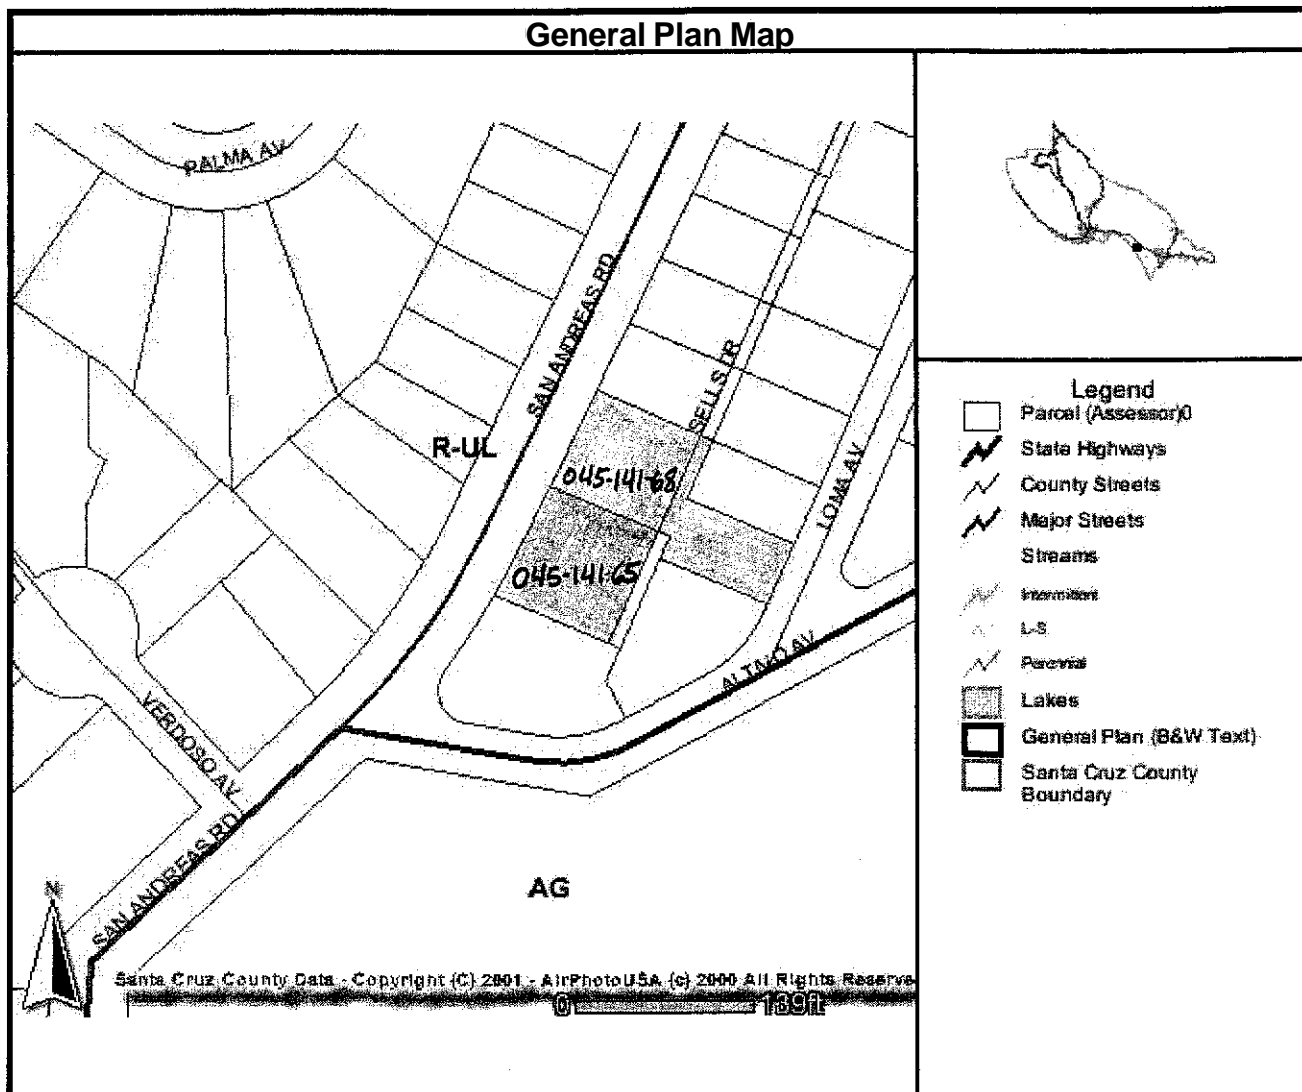 General Plan Map
PALMA AV
SAN ANDREAS RD
SELLS DR
R-UL
045-141-68
LOMA AV
045-141-65
ALTIVO AV
VERDOSO AV
SAN ANDREAS RD
AG
N
Santa Cruz County Data - Copyright (C) 2001 - AirPhotoUSA (c) 2000 All Rights Reserve
0 139ft
Legend
Parcel (Assessor)0
State Highways
County Streets
Major Streets
Streams
Intermittent
L-S
Perennial
Lakes
General Plan (B&W Text)
Santa Cruz County
Boundary